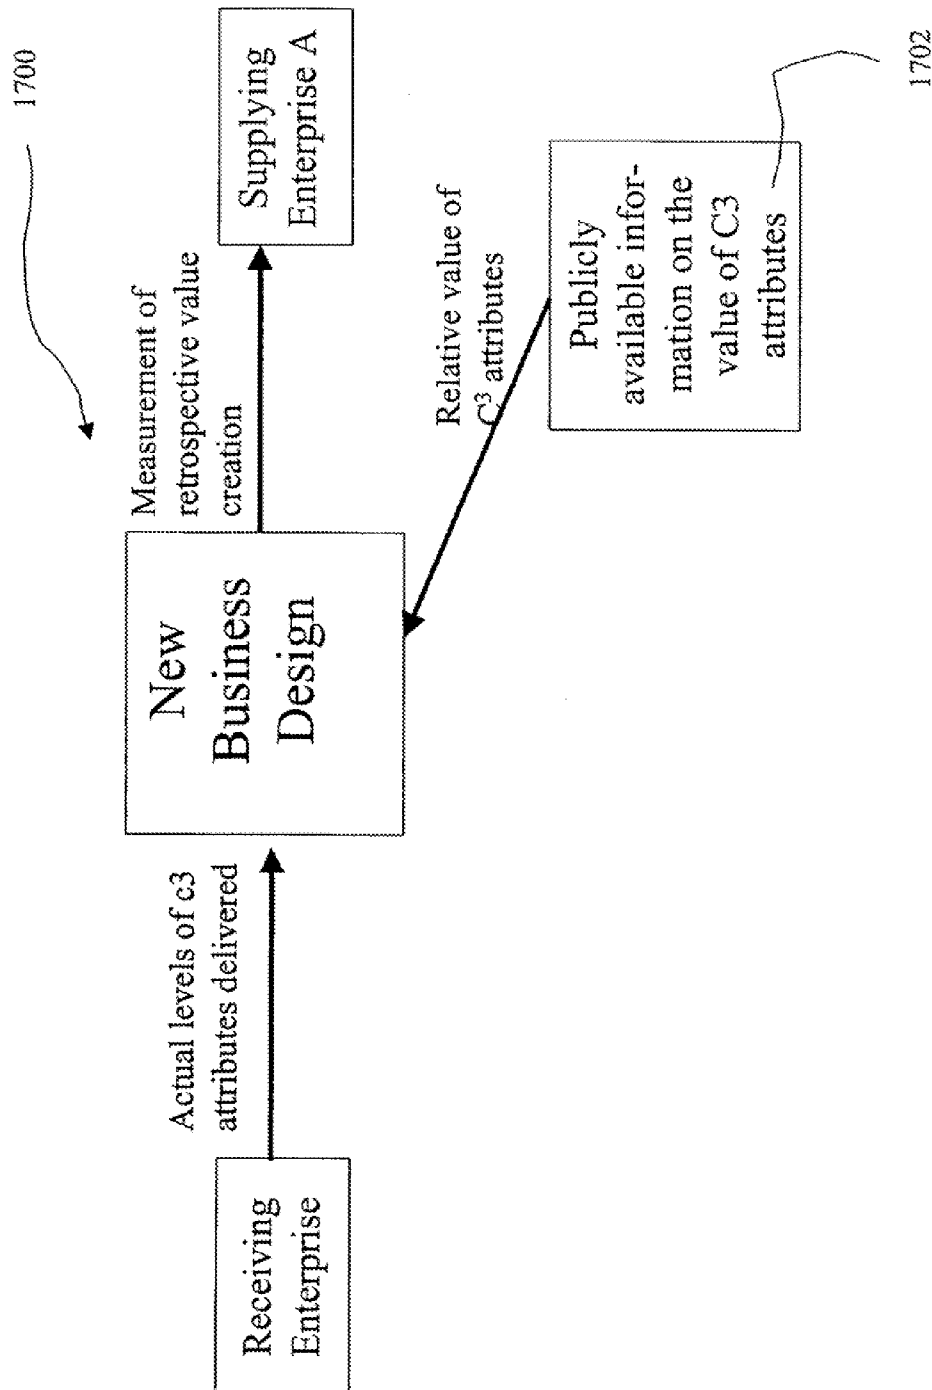 1700
Receiving
Enterprise
Actual levels of c3
attributes delivered
New
Business
Design
Measurement of
retrospective value
creation
Supplying
Enterprise A
Relative value of
C³ attributes
Publicly
available infor-
mation on the
value of C3
attributes
1702